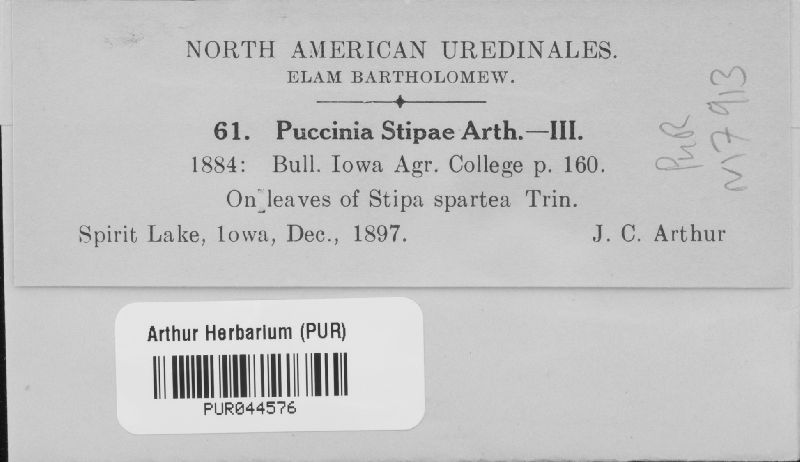 NORTH AMERICAN UREDINALES.
ELAM BARTHOLOMEW.
61. Puccinia Stipae Arth.—III.
1884: Bull. Iowa Agr. College p. 160.
On leaves of Stipa spartea Trin.
Spirit Lake, 1owa, Dec., 1897. J. C. Arthur
PUR
N17913
Arthur Herbarium (PUR)
PUR044576